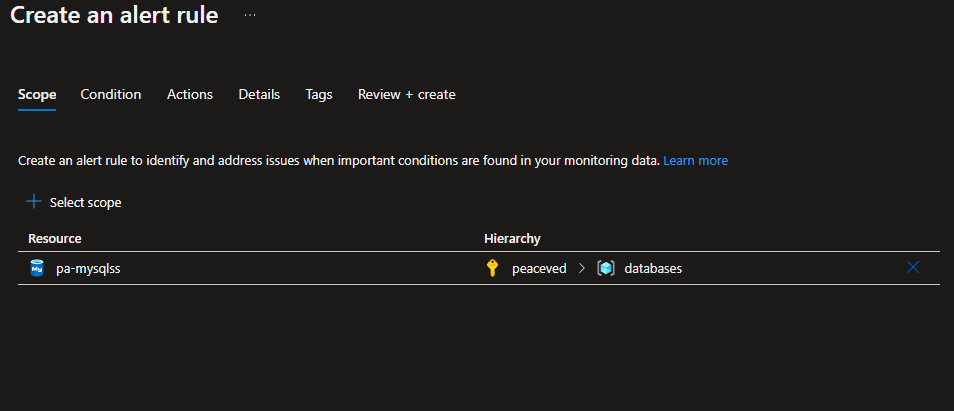 Create an alert rule ...
Scope Condition Actions Details Tags Review + create
Create an alert rule to identify and address issues when important conditions are found in your monitoring data. Learn more
+ Select scope
Resource Hierarchy
My pa-mysqlss peaceved > databases